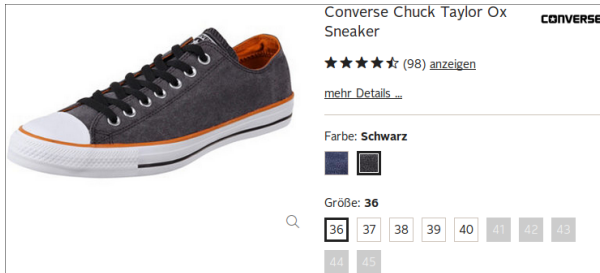 Converse Chuck Taylor Ox
Sneaker
CONVERSE
(98) anzeigen
mehr Details ...
Farbe: Schwarz
Größe: 36
36 37 38 39 40 41 42 43
44 45